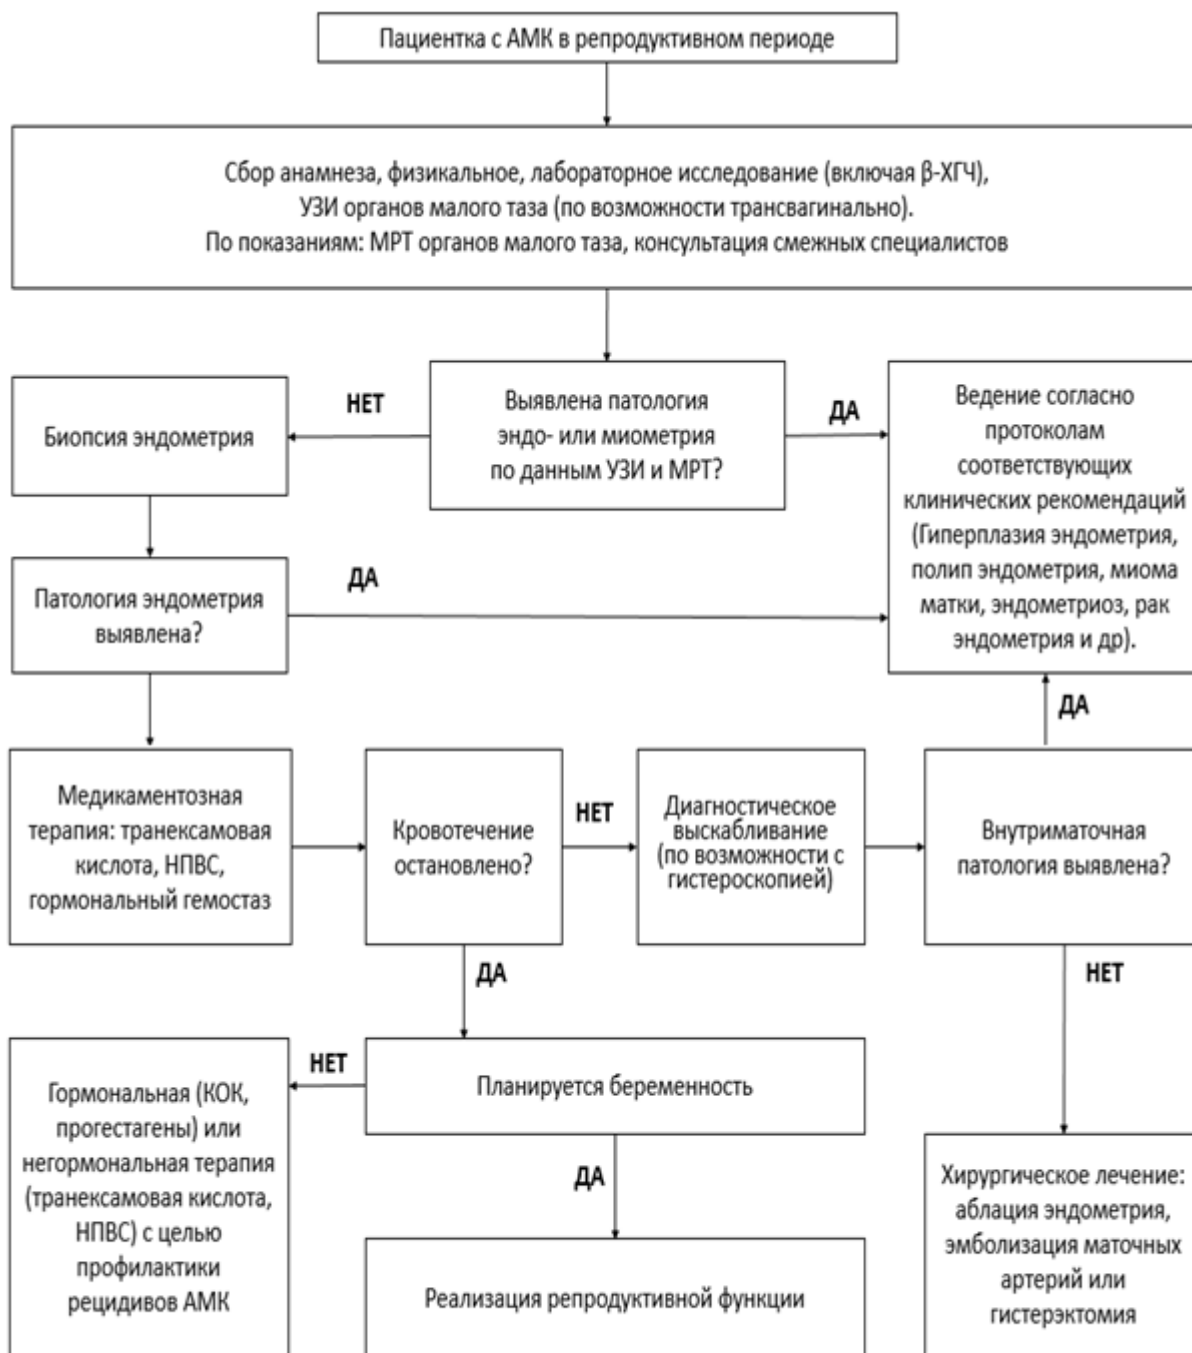 Пациентка с АМК в репродуктивном периоде
Сбор анамнеза, физикальное, лабораторное исследование (включая β-ХГЧ),
УЗИ органов малого таза (по возможности трансвагинально).
По показаниям: МРТ органов малого таза, консультация смежных специалистов
Биопсия эндометрия
НЕТ
Выявлена патология
эндо- или миометрия
по данным УЗИ и МРТ?
ДА
Ведение согласно
протоколам
соответствующих
клинических рекомендаций
(Гиперплазия эндометрия,
полип эндометрия, миома
матки, эндометриоз, рак
эндометрия и др).
Патология эндометрия
выявлена?
ДА
ДА
Медикаментозная
терапия: транексамовая
кислота, НПВС,
гормональный гемостаз
Кровотечение
остановлено?
НЕТ
Диагностическое
выскабливание
(по возможности с
гистероскопией)
Внутриматочная
патология выявлена?
ДА
НЕТ
Гормональная (КОК,
прогестагены) или
негормональная терапия
(транексамовая кислота,
НПВС) с целью
профилактики
рецидивов АМК
НЕТ
Планируется беременность
ДА
Реализация репродуктивной функции
Хирургическое лечение:
аблация эндометрия,
эмболизация маточных
артерий или
гистерэктомия